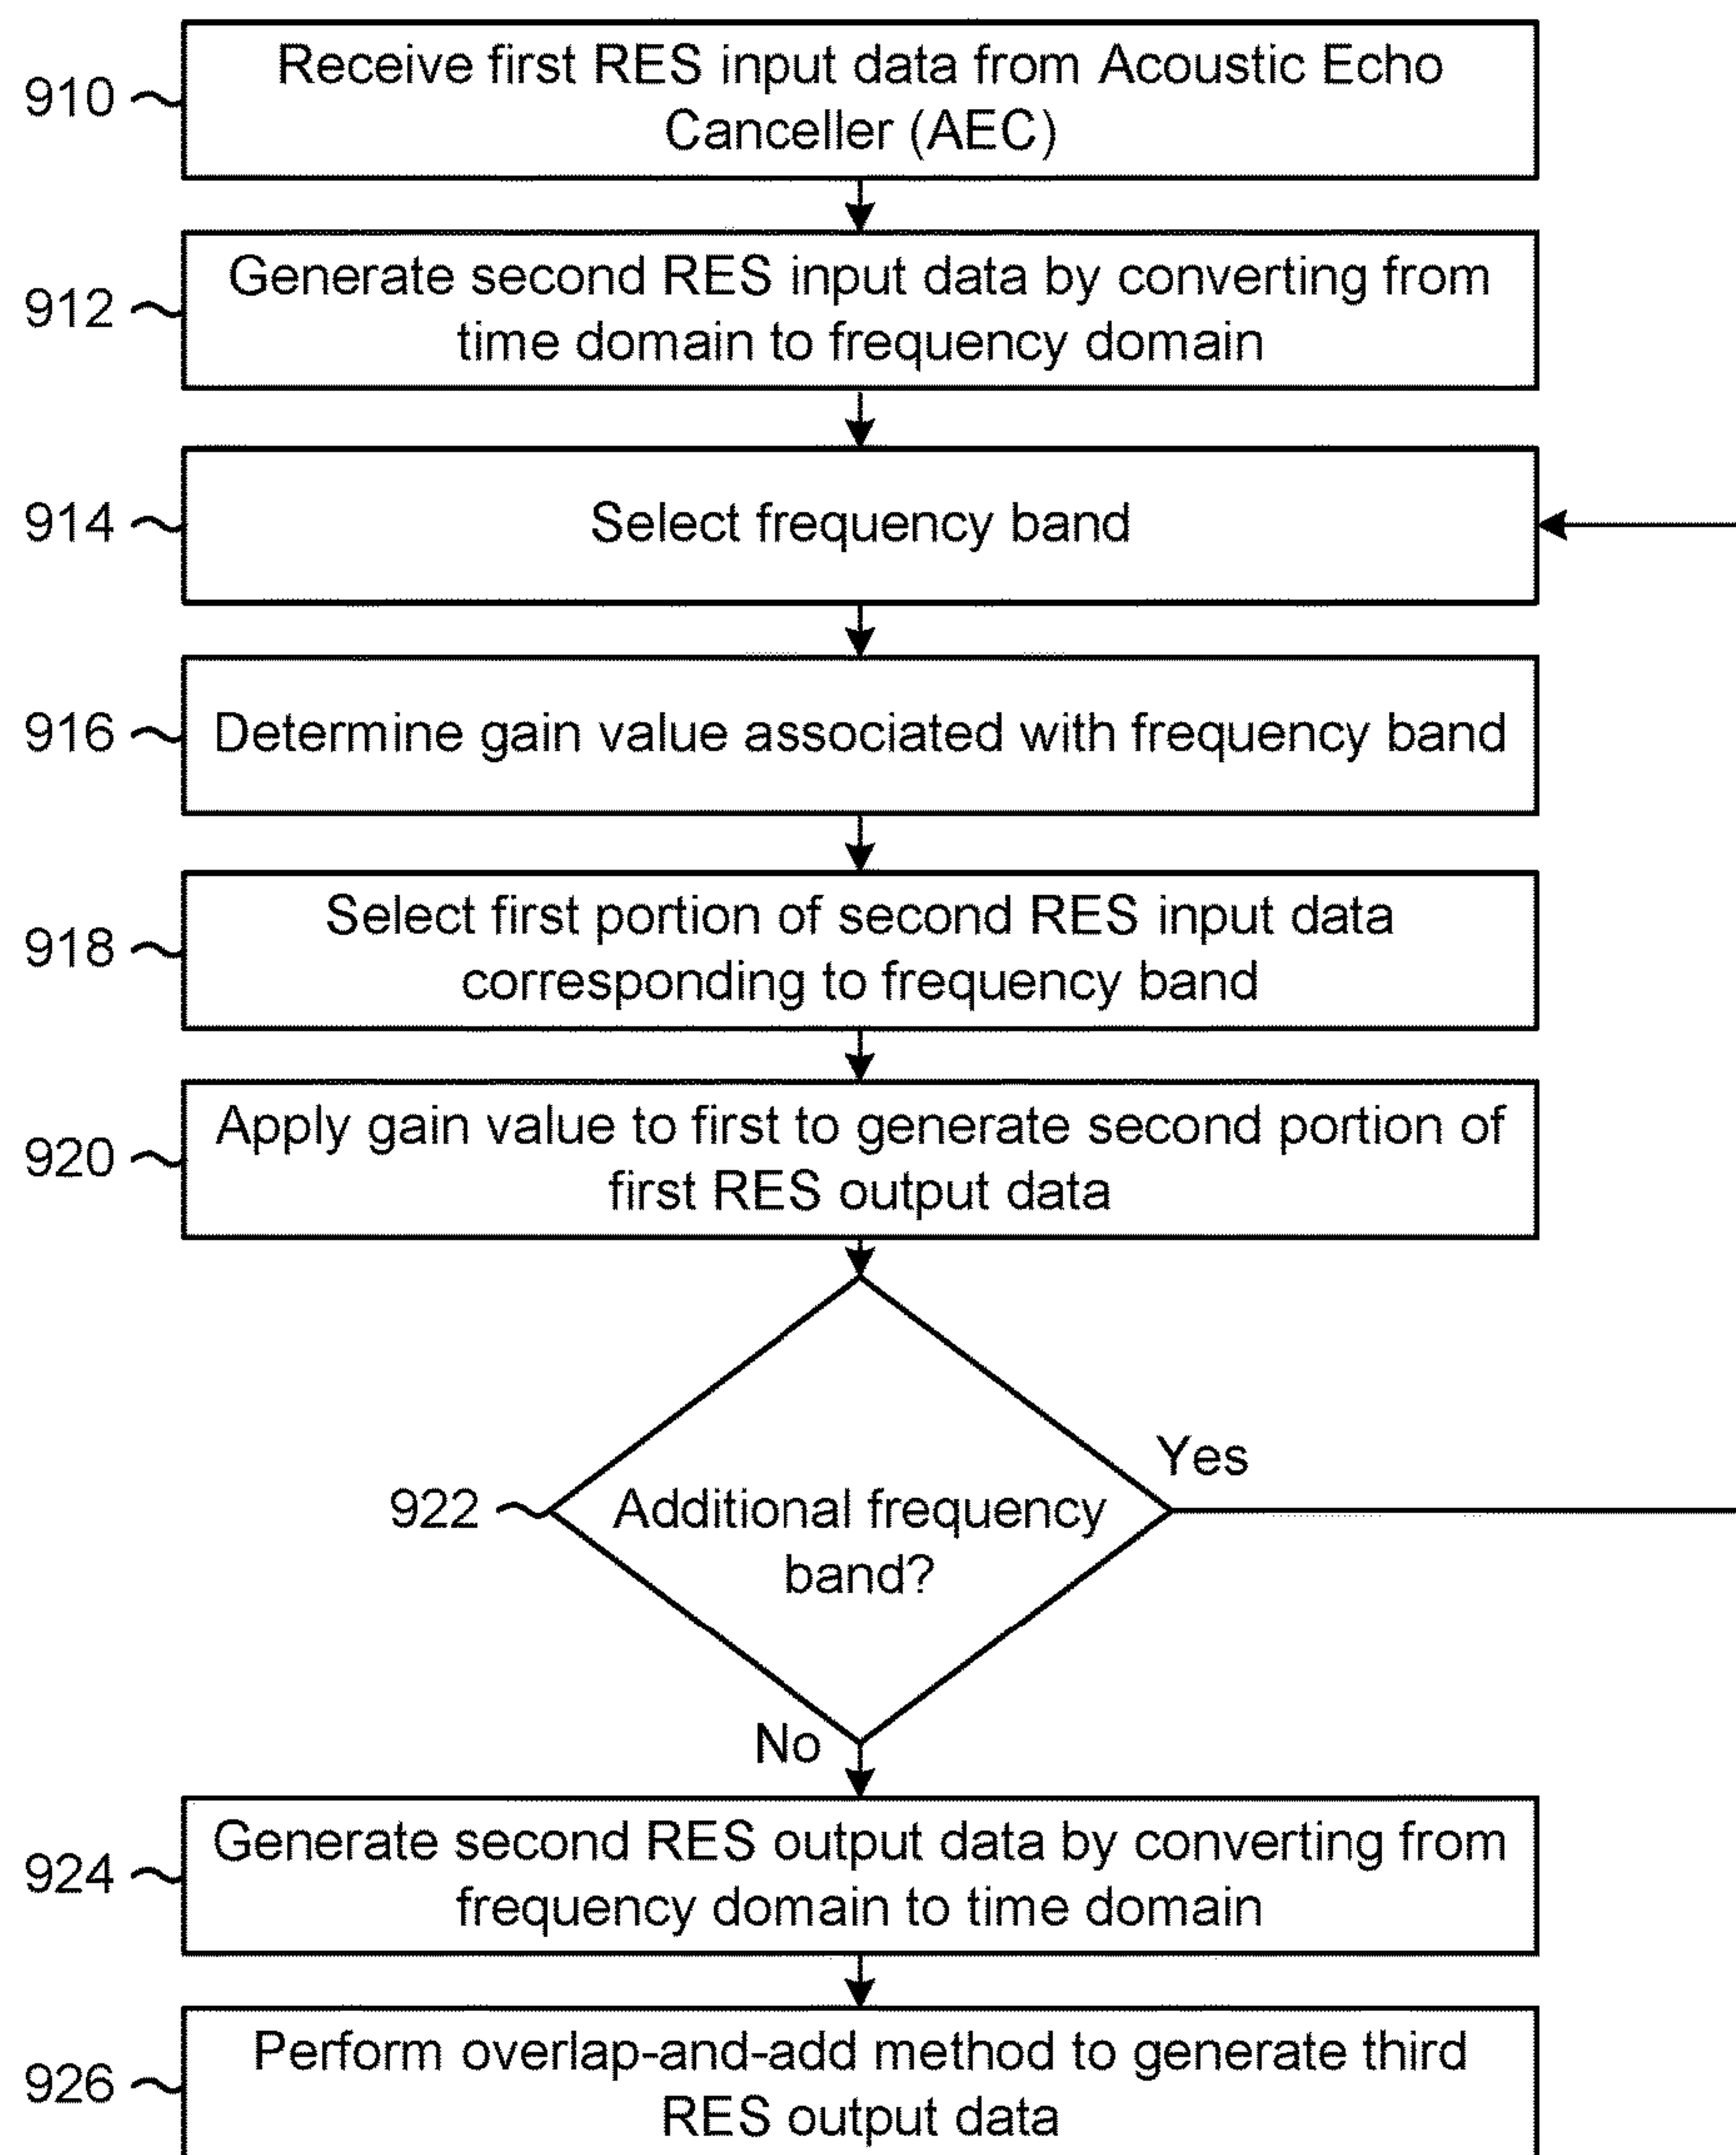 910
Receive first RES input data from Acoustic Echo
Canceller (AEC)
912
Generate second RES input data by converting from
time domain to frequency domain
914
Select frequency band
916
Determine gain value associated with frequency band
918
Select first portion of second RES input data
corresponding to frequency band
920
Apply gain value to first to generate second portion of
first RES output data
922
Additional frequency
band?
Yes
No
924
Generate second RES output data by converting from
frequency domain to time domain
926
Perform overlap-and-add method to generate third
RES output data